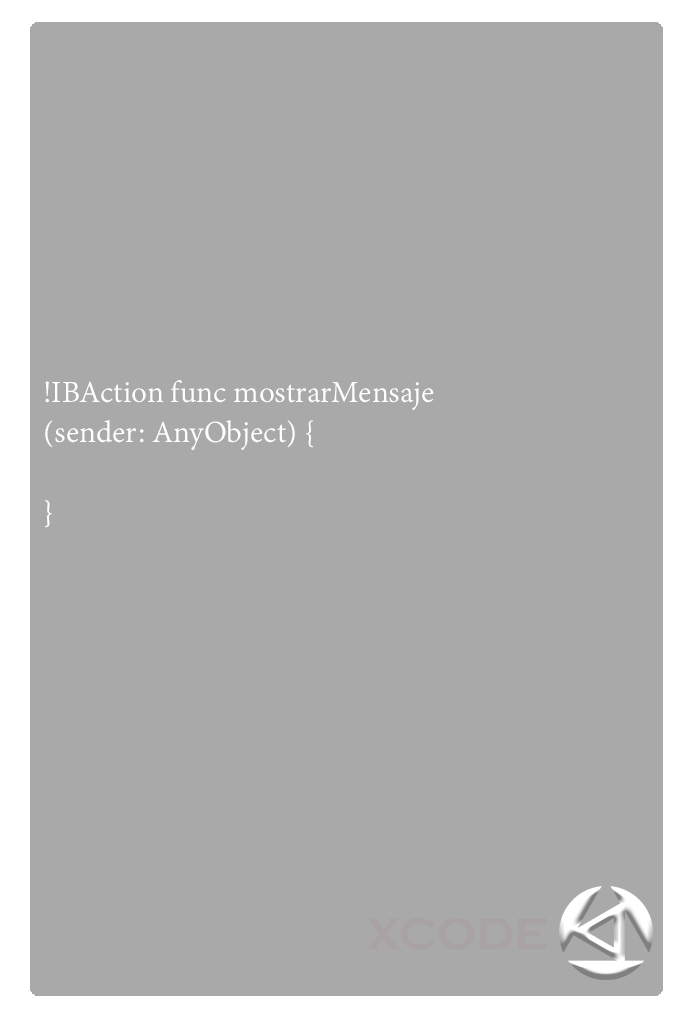 !IBAction func mostrarMensaje
(sender: AnyObject) {
}
XCODE